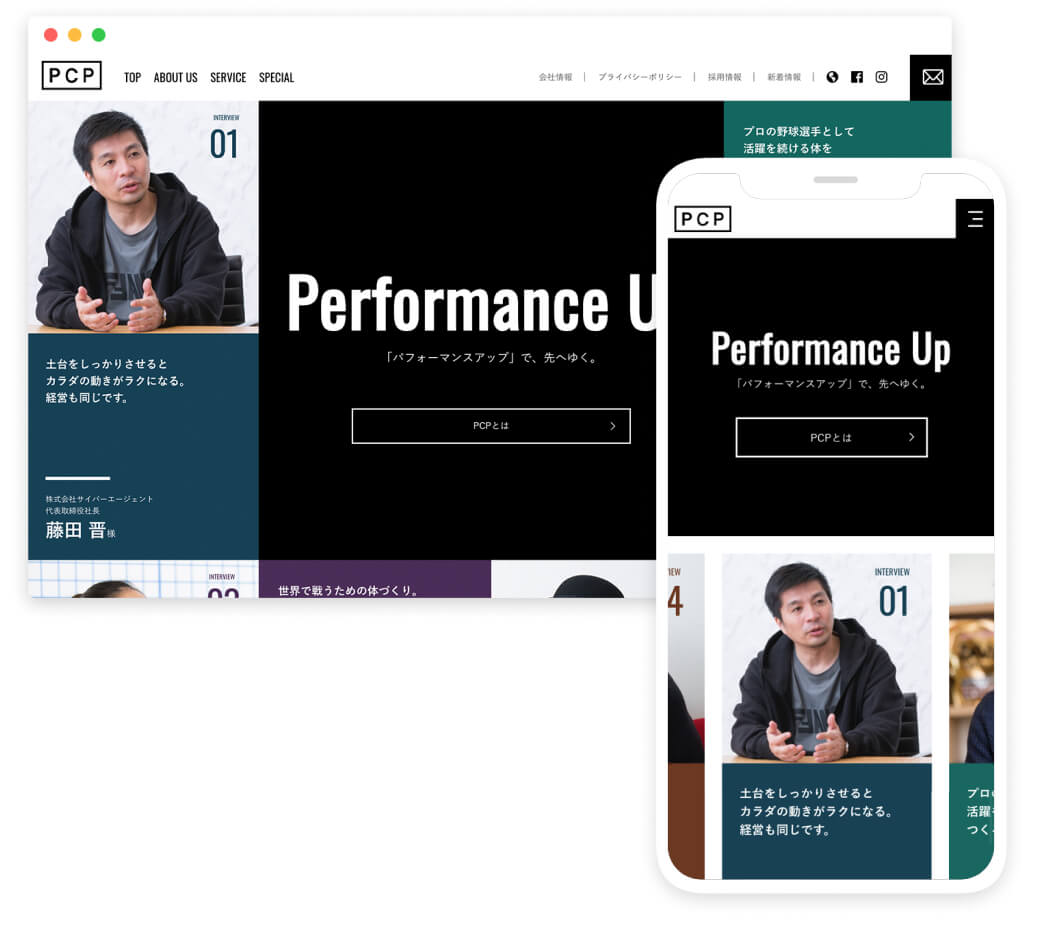 PCP
TOP ABOUT US SERVICE SPECIAL
会社情報 | プライバシーポリシー | 採用情報 | 新着情報 |
INTERVIEW
01
プロの野球選手として
活躍を続ける体を
Performance U
「パフォーマンスアップ」で、先へゆく。
PCPとは
土台をしっかりさせると
カラダの動きがラクになる。
経営も同じです。
株式会社サイバーエージェント
代表取締役社長
藤田 晋様
INTERVIEW
世界で戦うための体づくり。
PCP
Performance Up
「パフォーマンスアップ」で、先へゆく。
PCPとは
IEW
4
INTERVIEW
01
土台をしっかりさせると
カラダの動きがラクになる。
経営も同じです。
プロ
活躍
つく